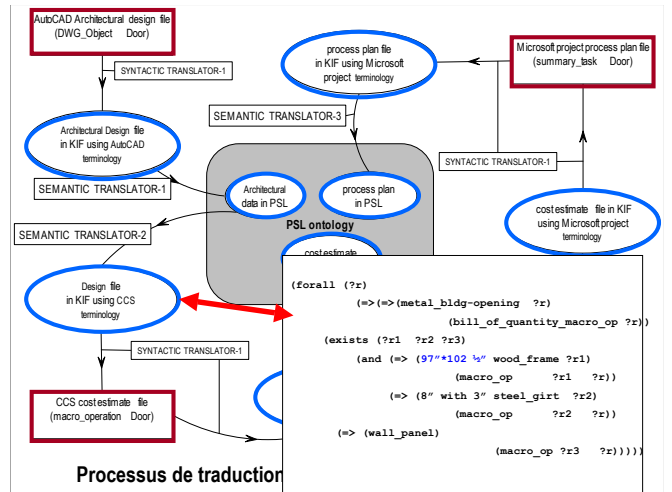 AutoCAD Architectural design file
(DWG_Object Door)
SYNTACTIC TRANSLATOR-1
Architectural Design file
in KIF using AutoCAD
terminology
SEMANTIC TRANSLATOR-1
SEMANTIC TRANSLATOR-2
Design file
in KIF using CCS
terminology
SYNTACTIC TRANSLATOR-1
CCS cost estimate file
(macro_operation Door)
process plan file
in KIF using Microsoft
project terminology
SEMANTIC TRANSLATOR-3
Architectural
data in PSL
process plan
in PSL
PSL ontology
cost estimate
Microsoft project process plan file
(summary_task Door)
SYNTACTIC TRANSLATOR-1
cost estimate file in KIF
using Microsoft project
terminology
(forall (?r)
(=>(=>(metal_bldg-opening ?r)
(bill_of_quantity_macro_op ?r))
(exists (?r1 ?r2 ?r3)
(and (=> (97"*102 ½" wood_frame ?r1)
(macro_op ?r1 ?r))
(=> (8" with 3" steel_girt ?r2)
(macro_op ?r2 ?r))
(=> (wall_panel)
(macro_op ?r3 ?r)))))
Processus de traduction